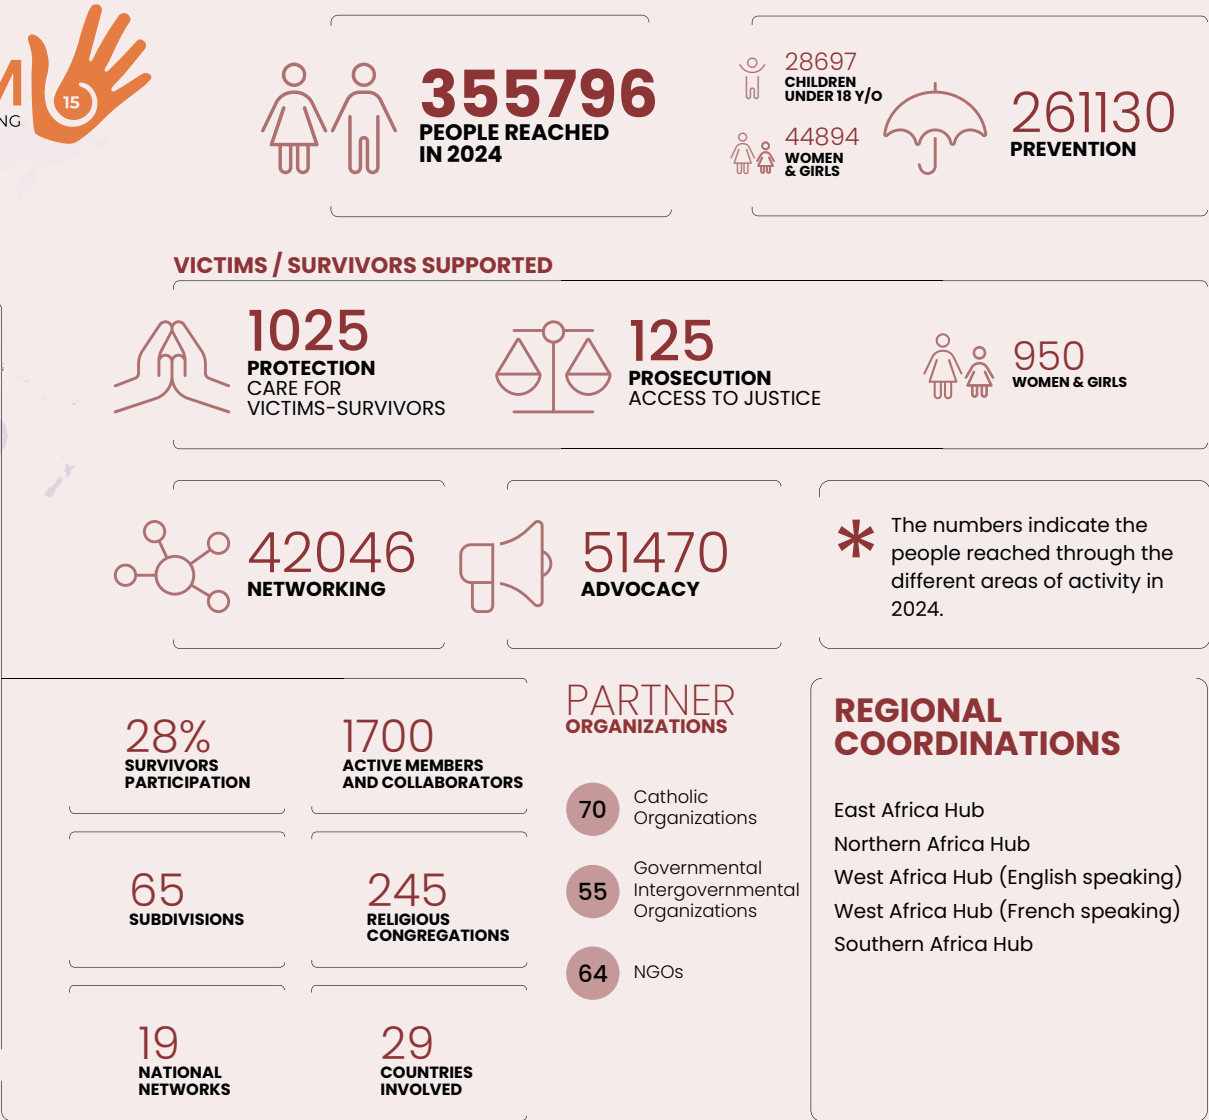 M
NG
15
355796
PEOPLE REACHED
IN 2024
28697
CHILDREN
UNDER 18 Y/O
44894
WOMEN
& GIRLS
261130
PREVENTION
VICTIMS / SURVIVORS SUPPORTED
1025
PROTECTION
CARE FOR
VICTIMS-SURVIVORS
125
PROSECUTION
ACCESS TO JUSTICE
950
WOMEN & GIRLS
42046
NETWORKING
51470
ADVOCACY
* The numbers indicate the
people reached through the
different areas of activity in
2024.
28%
SURVIVORS
PARTICIPATION
1700
ACTIVE MEMBERS
AND COLLABORATORS
65
SUBDIVISIONS
245
RELIGIOUS
CONGREGATIONS
19
NATIONAL
NETWORKS
29
COUNTRIES
INVOLVED
PARTNER
ORGANIZATIONS
70
Catholic
Organizations
55
Governmental
Intergovernmental
Organizations
64
NGOs
REGIONAL
COORDINATIONS
East Africa Hub
Northern Africa Hub
West Africa Hub (English speaking)
West Africa Hub (French speaking)
Southern Africa Hub